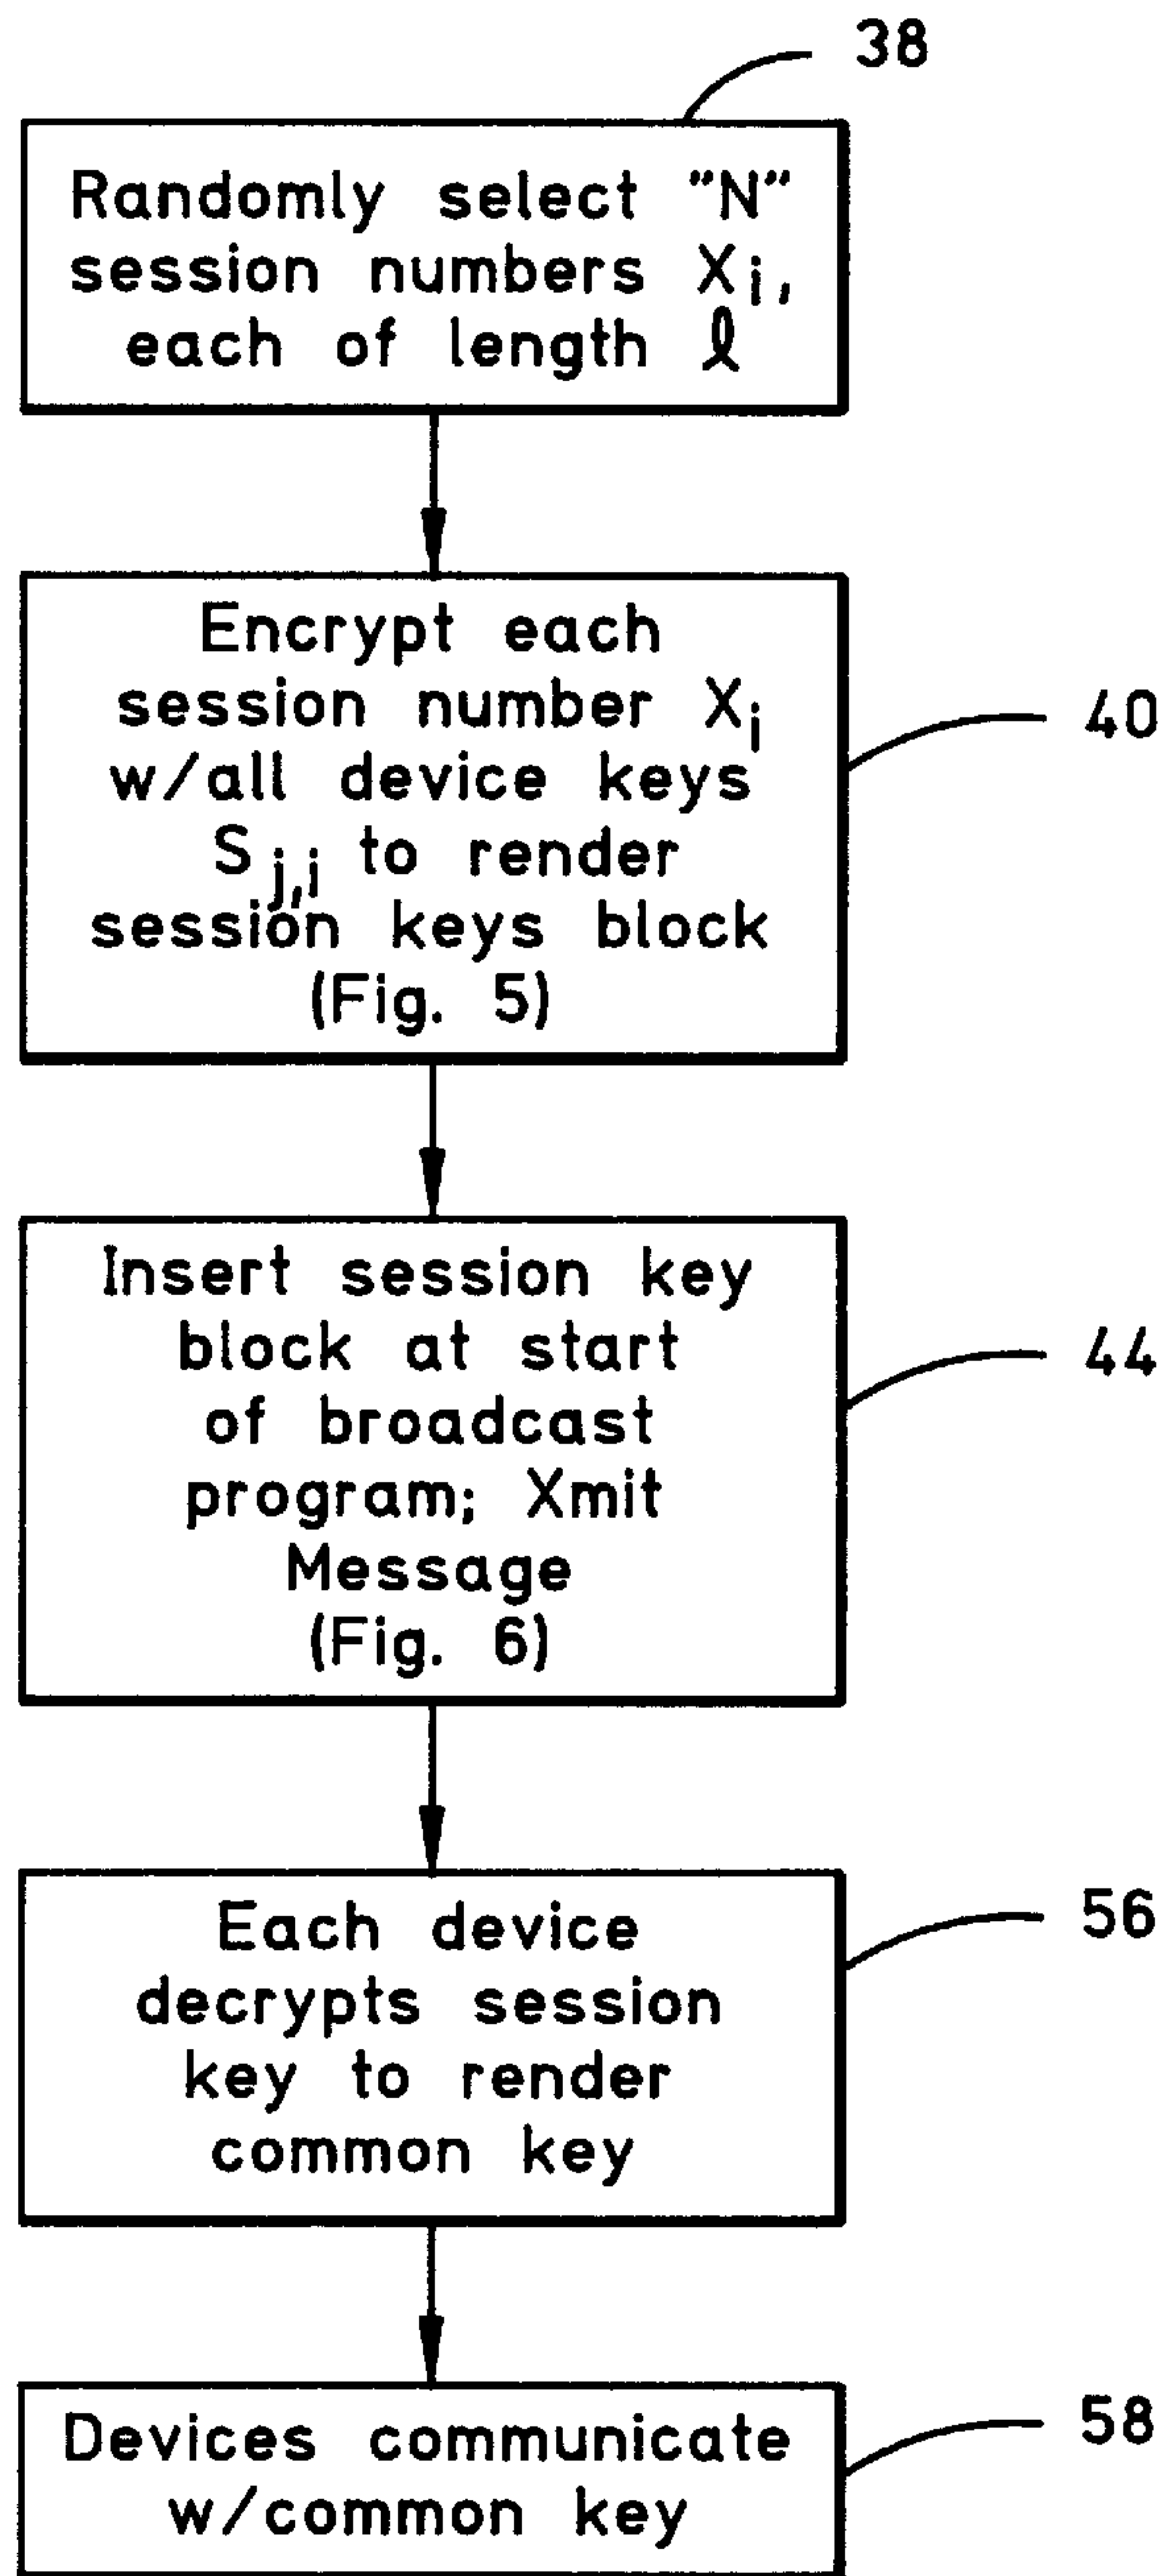 38
Randomly select "N"
session numbers Xi,
each of length ℓ
Encrypt each
session number Xi
w/all device keys
Sj,i to render
session keys block
(Fig. 5)
40
Insert session key
block at start
of broadcast
program; Xmit
Message
(Fig. 6)
44
Each device
decrypts session
key to render
common key
56
Devices communicate
w/common key
58